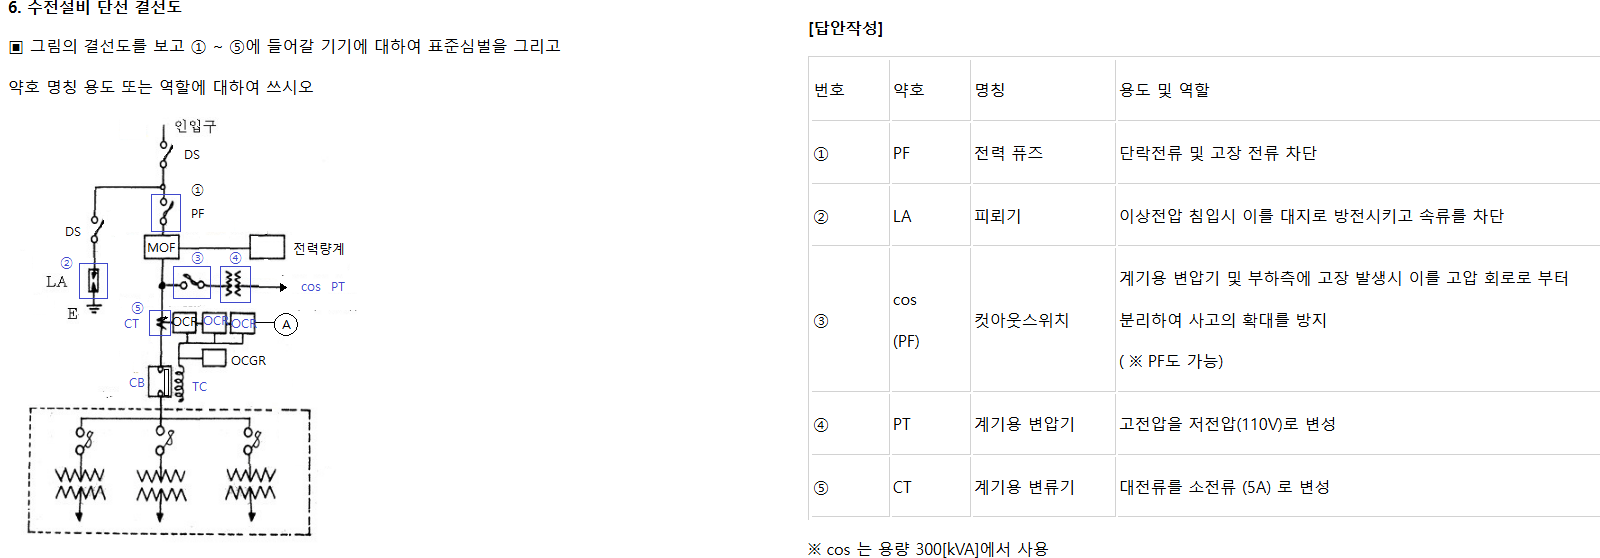 6. 수전설비 단선 결선도
▣ 그림의 결선도를 보고 ① ~ ⑤에 들어갈 기기에 대하여 표준심벌을 그리고
약호 명칭 용도 또는 역할에 대하여 쓰시오
인입구
DS
①
PF
DS
MOF
전력량계
②
③
④
LA
cos PT
E
⑤
CT
OCR
OCR
OCR
A
OCGR
CB
TC
[답안작성]
번호 약호 명칭 용도 및 역할
① PF 전력 퓨즈 단락전류 및 고장 전류 차단
② LA 피뢰기 이상전압 침입시 이를 대지로 방전시키고 속류를 차단
③ cos (PF) 컷아웃스위치 계기용 변압기 및 부하측에 고장 발생시 이를 고압 회로로 부터
분리하여 사고의 확대를 방지
( ※ PF도 가능)
④ PT 계기용 변압기 고전압을 저전압(110V)로 변성
⑤ CT 계기용 변류기 대전류를 소전류 (5A) 로 변성
※ cos 는 용량 300[kVA]에서 사용